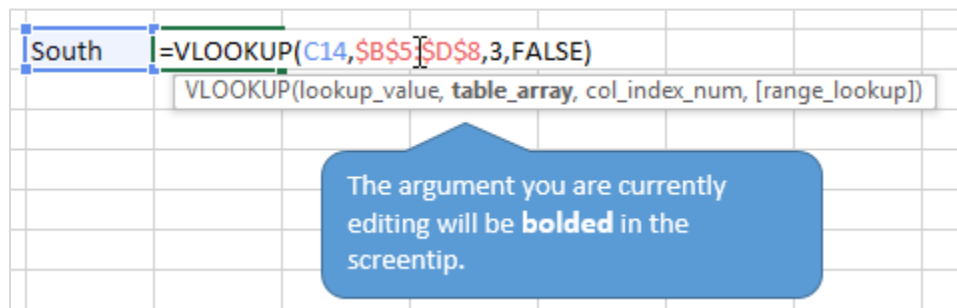 South =VLOOKUP(C14,$B$5:$D$8,3,FALSE)
VLOOKUP(lookup_value, table_array, col_index_num, [range_lookup])
The argument you are currently
editing will be bolded in the
screentip.